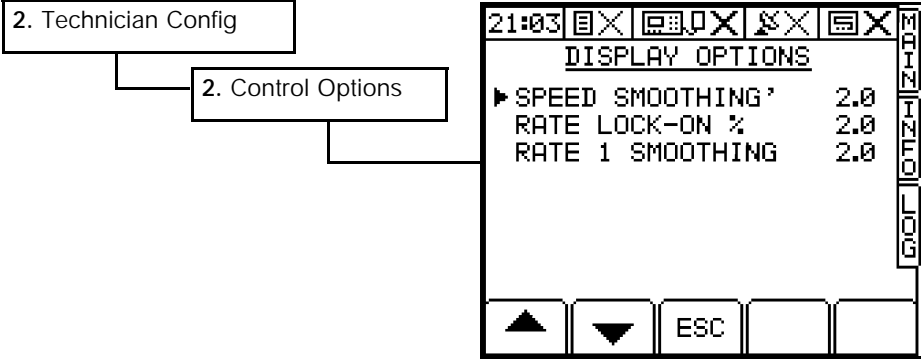 2. Technician Config
2. Control Options
21:03
DISPLAY OPTIONS
SPEED SMOOTHING' 2.0
RATE LOCK-ON % 2.0
RATE 1 SMOOTHING 2.0
MAIN
INFO
LOG
ESC